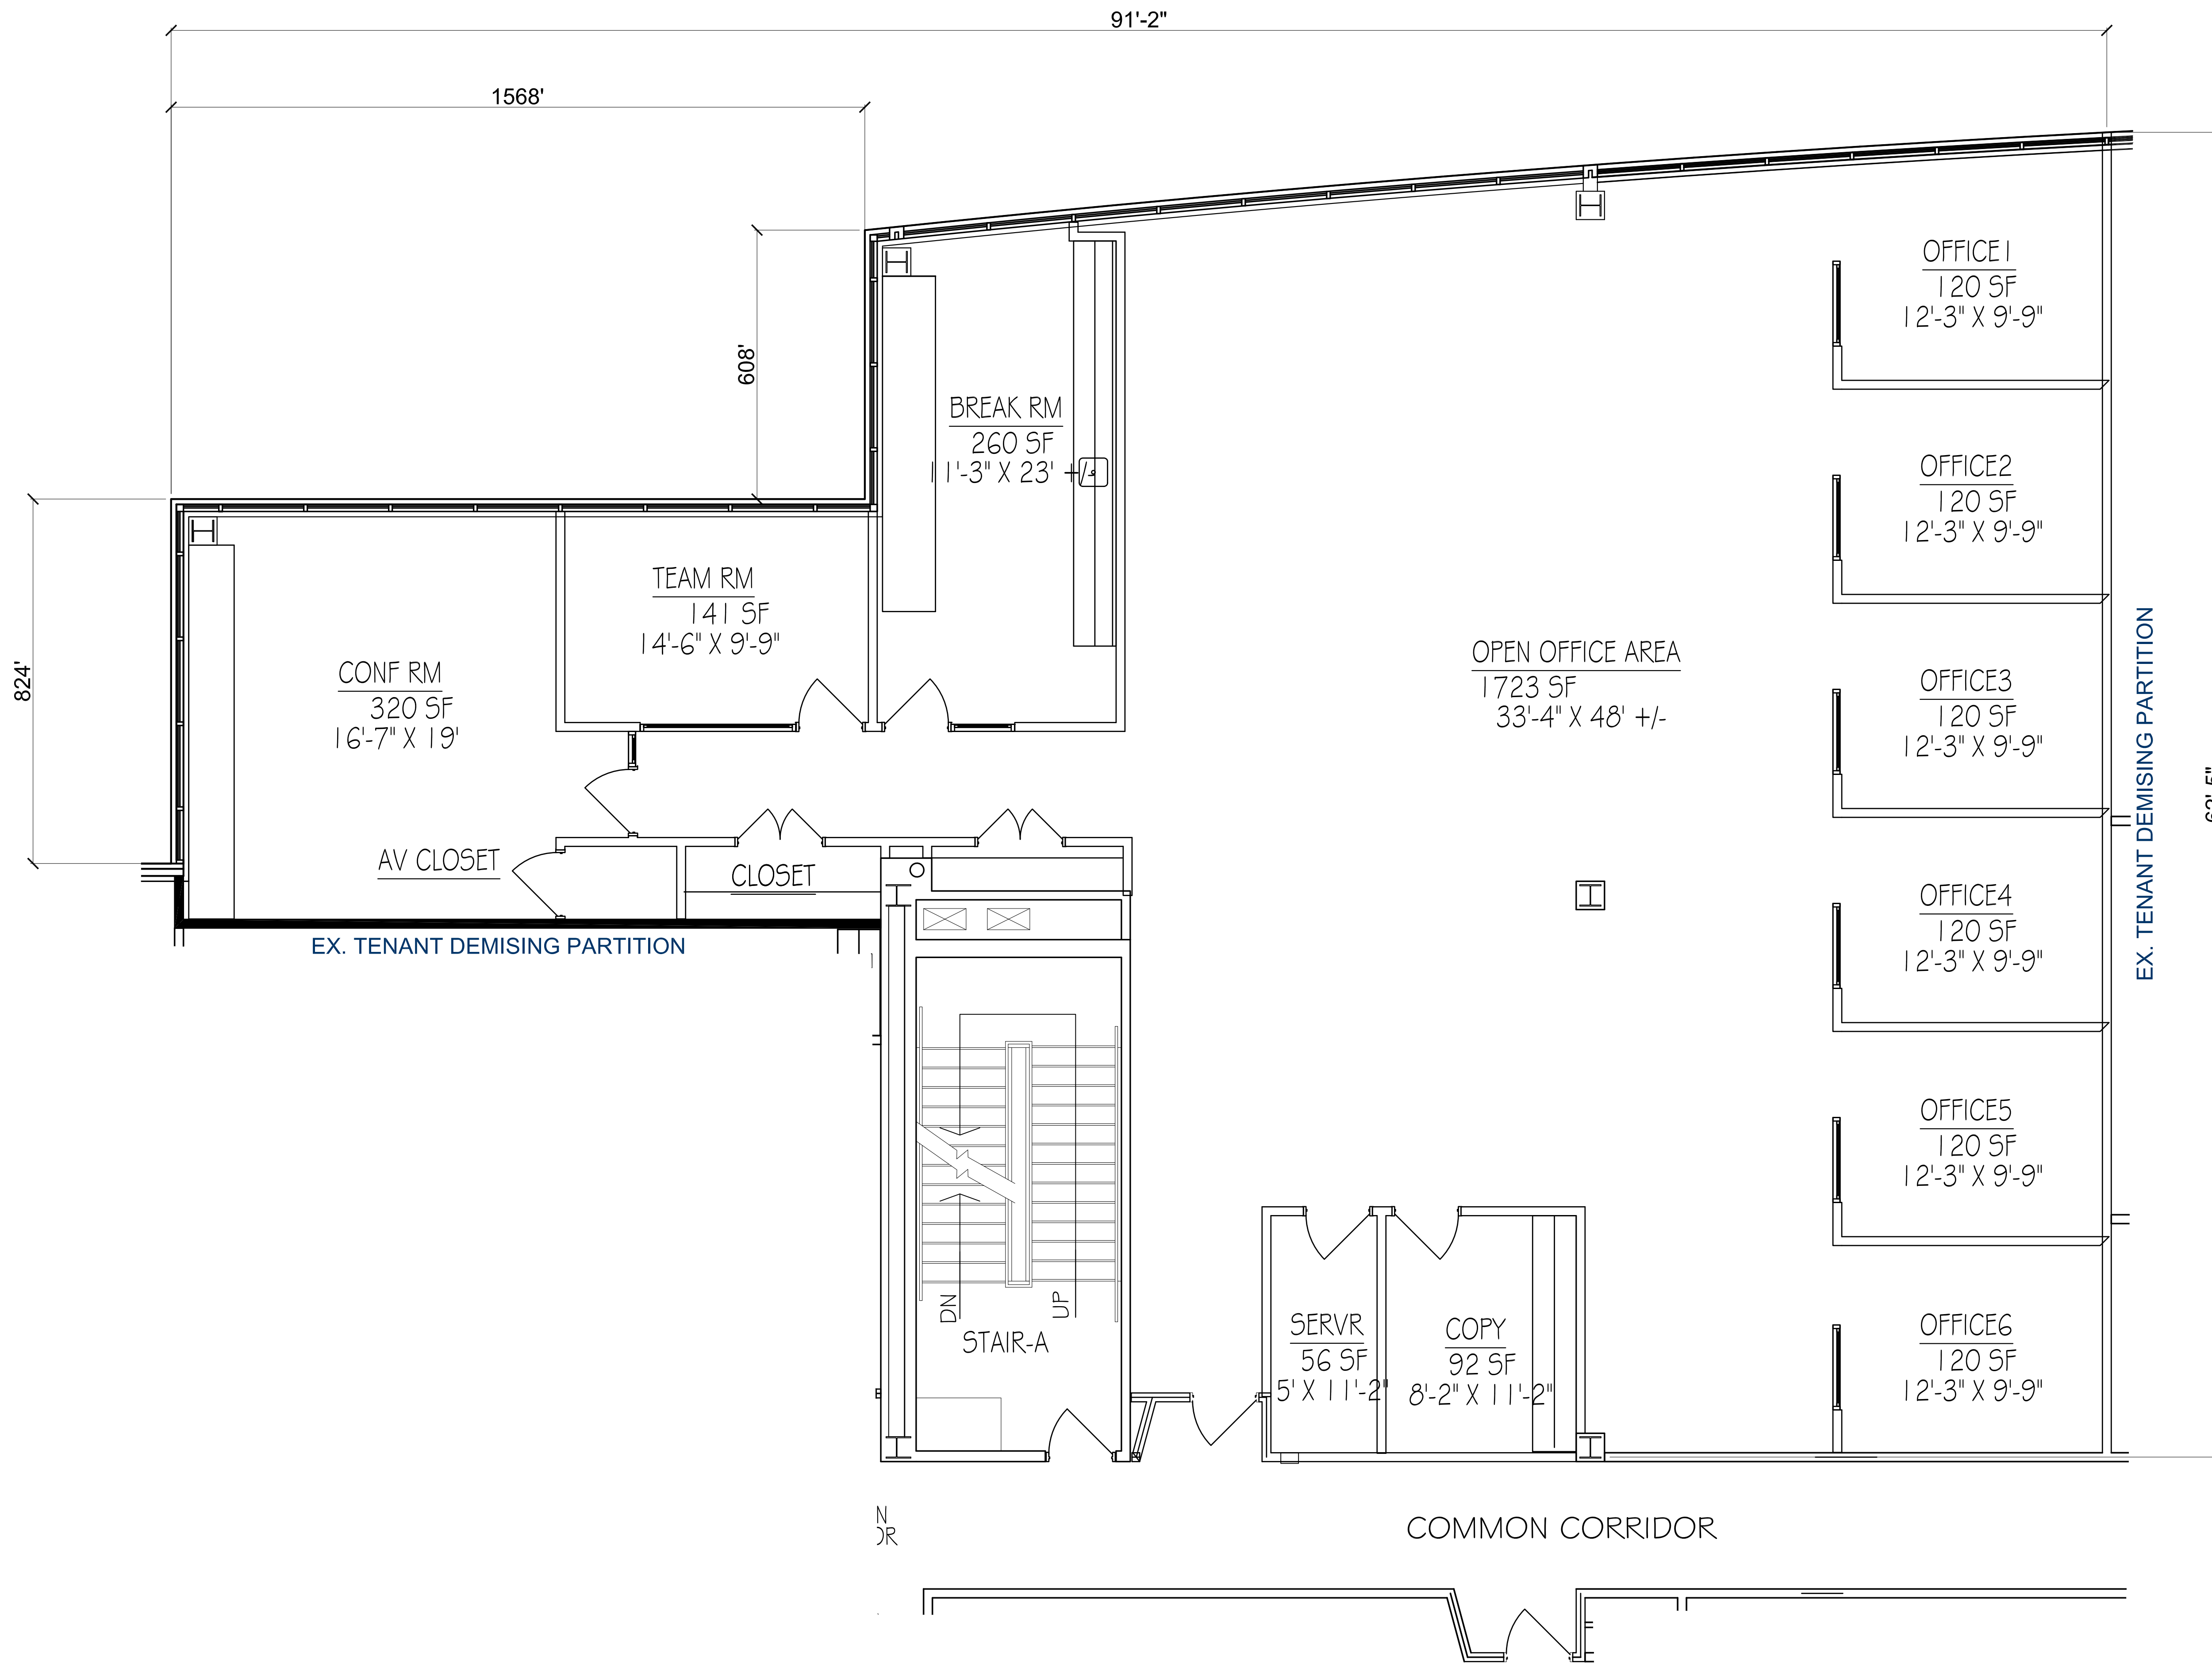 91'-2"
1568'
608'
824'
OFFICE1
120 SF
12'-3" X 9'-9"
BREAK RM
260 SF
11'-3" X 23' +/-
OFFICE2
120 SF
12'-3" X 9'-9"
TEAM RM
141 SF
14'-6" X 9'-9"
CONF RM
320 SF
16'-7" X 19'
OPEN OFFICE AREA
1723 SF
33'-4" X 48' +/-
OFFICE3
120 SF
12'-3" X 9'-9"
EX. TENANT DEMISING PARTITION
AV CLOSET
CLOSET
OFFICE4
120 SF
12'-3" X 9'-9"
EX. TENANT DEMISING PARTITION
OFFICE5
120 SF
12'-3" X 9'-9"
DN
UP
STAIR-A
SERVR
56 SF
5' X 11'-2"
COPY
92 SF
8'-2" X 11'-2"
OFFICE6
120 SF
12'-3" X 9'-9"
N
OR
COMMON CORRIDOR